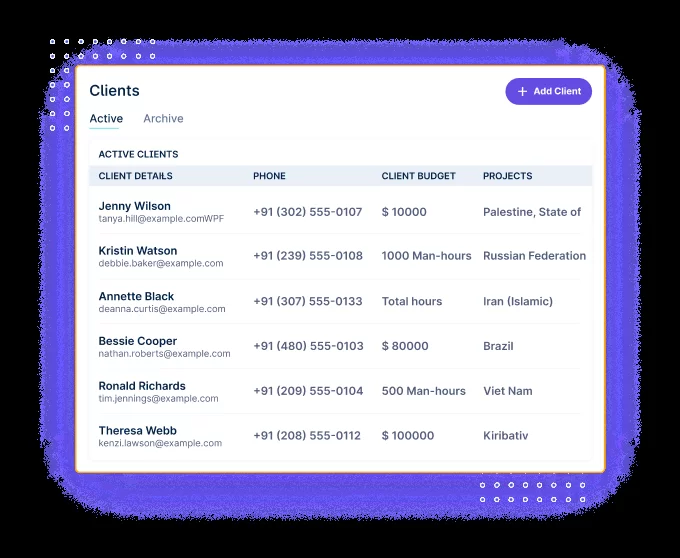 Clients
+ Add Client
Active Archive
ACTIVE CLIENTS
CLIENT DETAILS PHONE CLIENT BUDGET PROJECTS
Jenny Wilson
tanya.hill@example.comWPF
+91 (302) 555-0107 $ 10000 Palestine, State of
Kristin Watson
debbie.baker@example.com
+91 (239) 555-0108 1000 Man-hours Russian Federation
Annette Black
deanna.curtis@example.com
+91 (307) 555-0133 Total hours Iran (Islamic)
Bessie Cooper
nathan.roberts@example.com
+91 (480) 555-0103 $ 80000 Brazil
Ronald Richards
tim.jennings@example.com
+91 (209) 555-0104 500 Man-hours Viet Nam
Theresa Webb
kenzi.lawson@example.com
+91 (208) 555-0112 $ 100000 Kiribativ